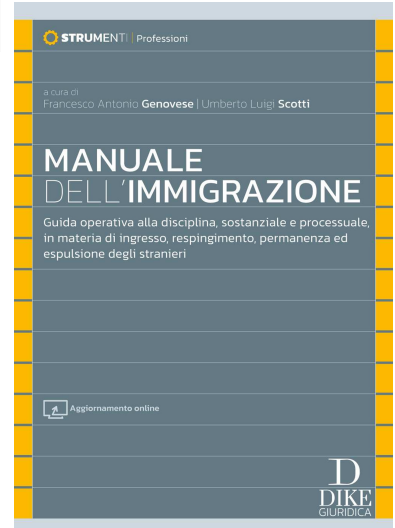 STRUMENTI | Professioni
a cura di
Francesco Antonio Genovese | Umberto Luigi Scotti
MANUALE
DELL'IMMIGRAZIONE
Guida operativa alla disciplina, sostanziale e processuale,
in materia di ingresso, respingimento, permanenza ed
espulsione degli stranieri
Aggiornamento online
D
DIKE
GIURIDICA